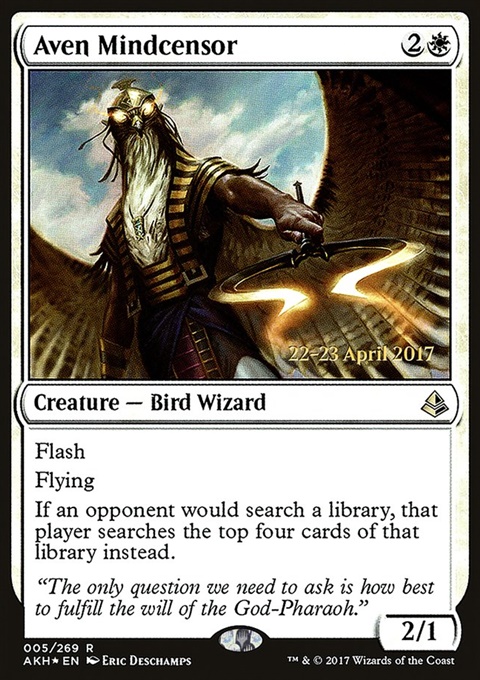 Aven Mindcensor 2
22–23 April 2017
Creature — Bird Wizard
Flash
Flying
If an opponent would search a library, that
player searches the top four cards of that
library instead.
“The only question we need to ask is how best
to fulfill the will of the God-Pharaoh.”
2/1
005/269 R
AKH★EN Eric Deschamps
™ & © 2017 Wizards of the Coast